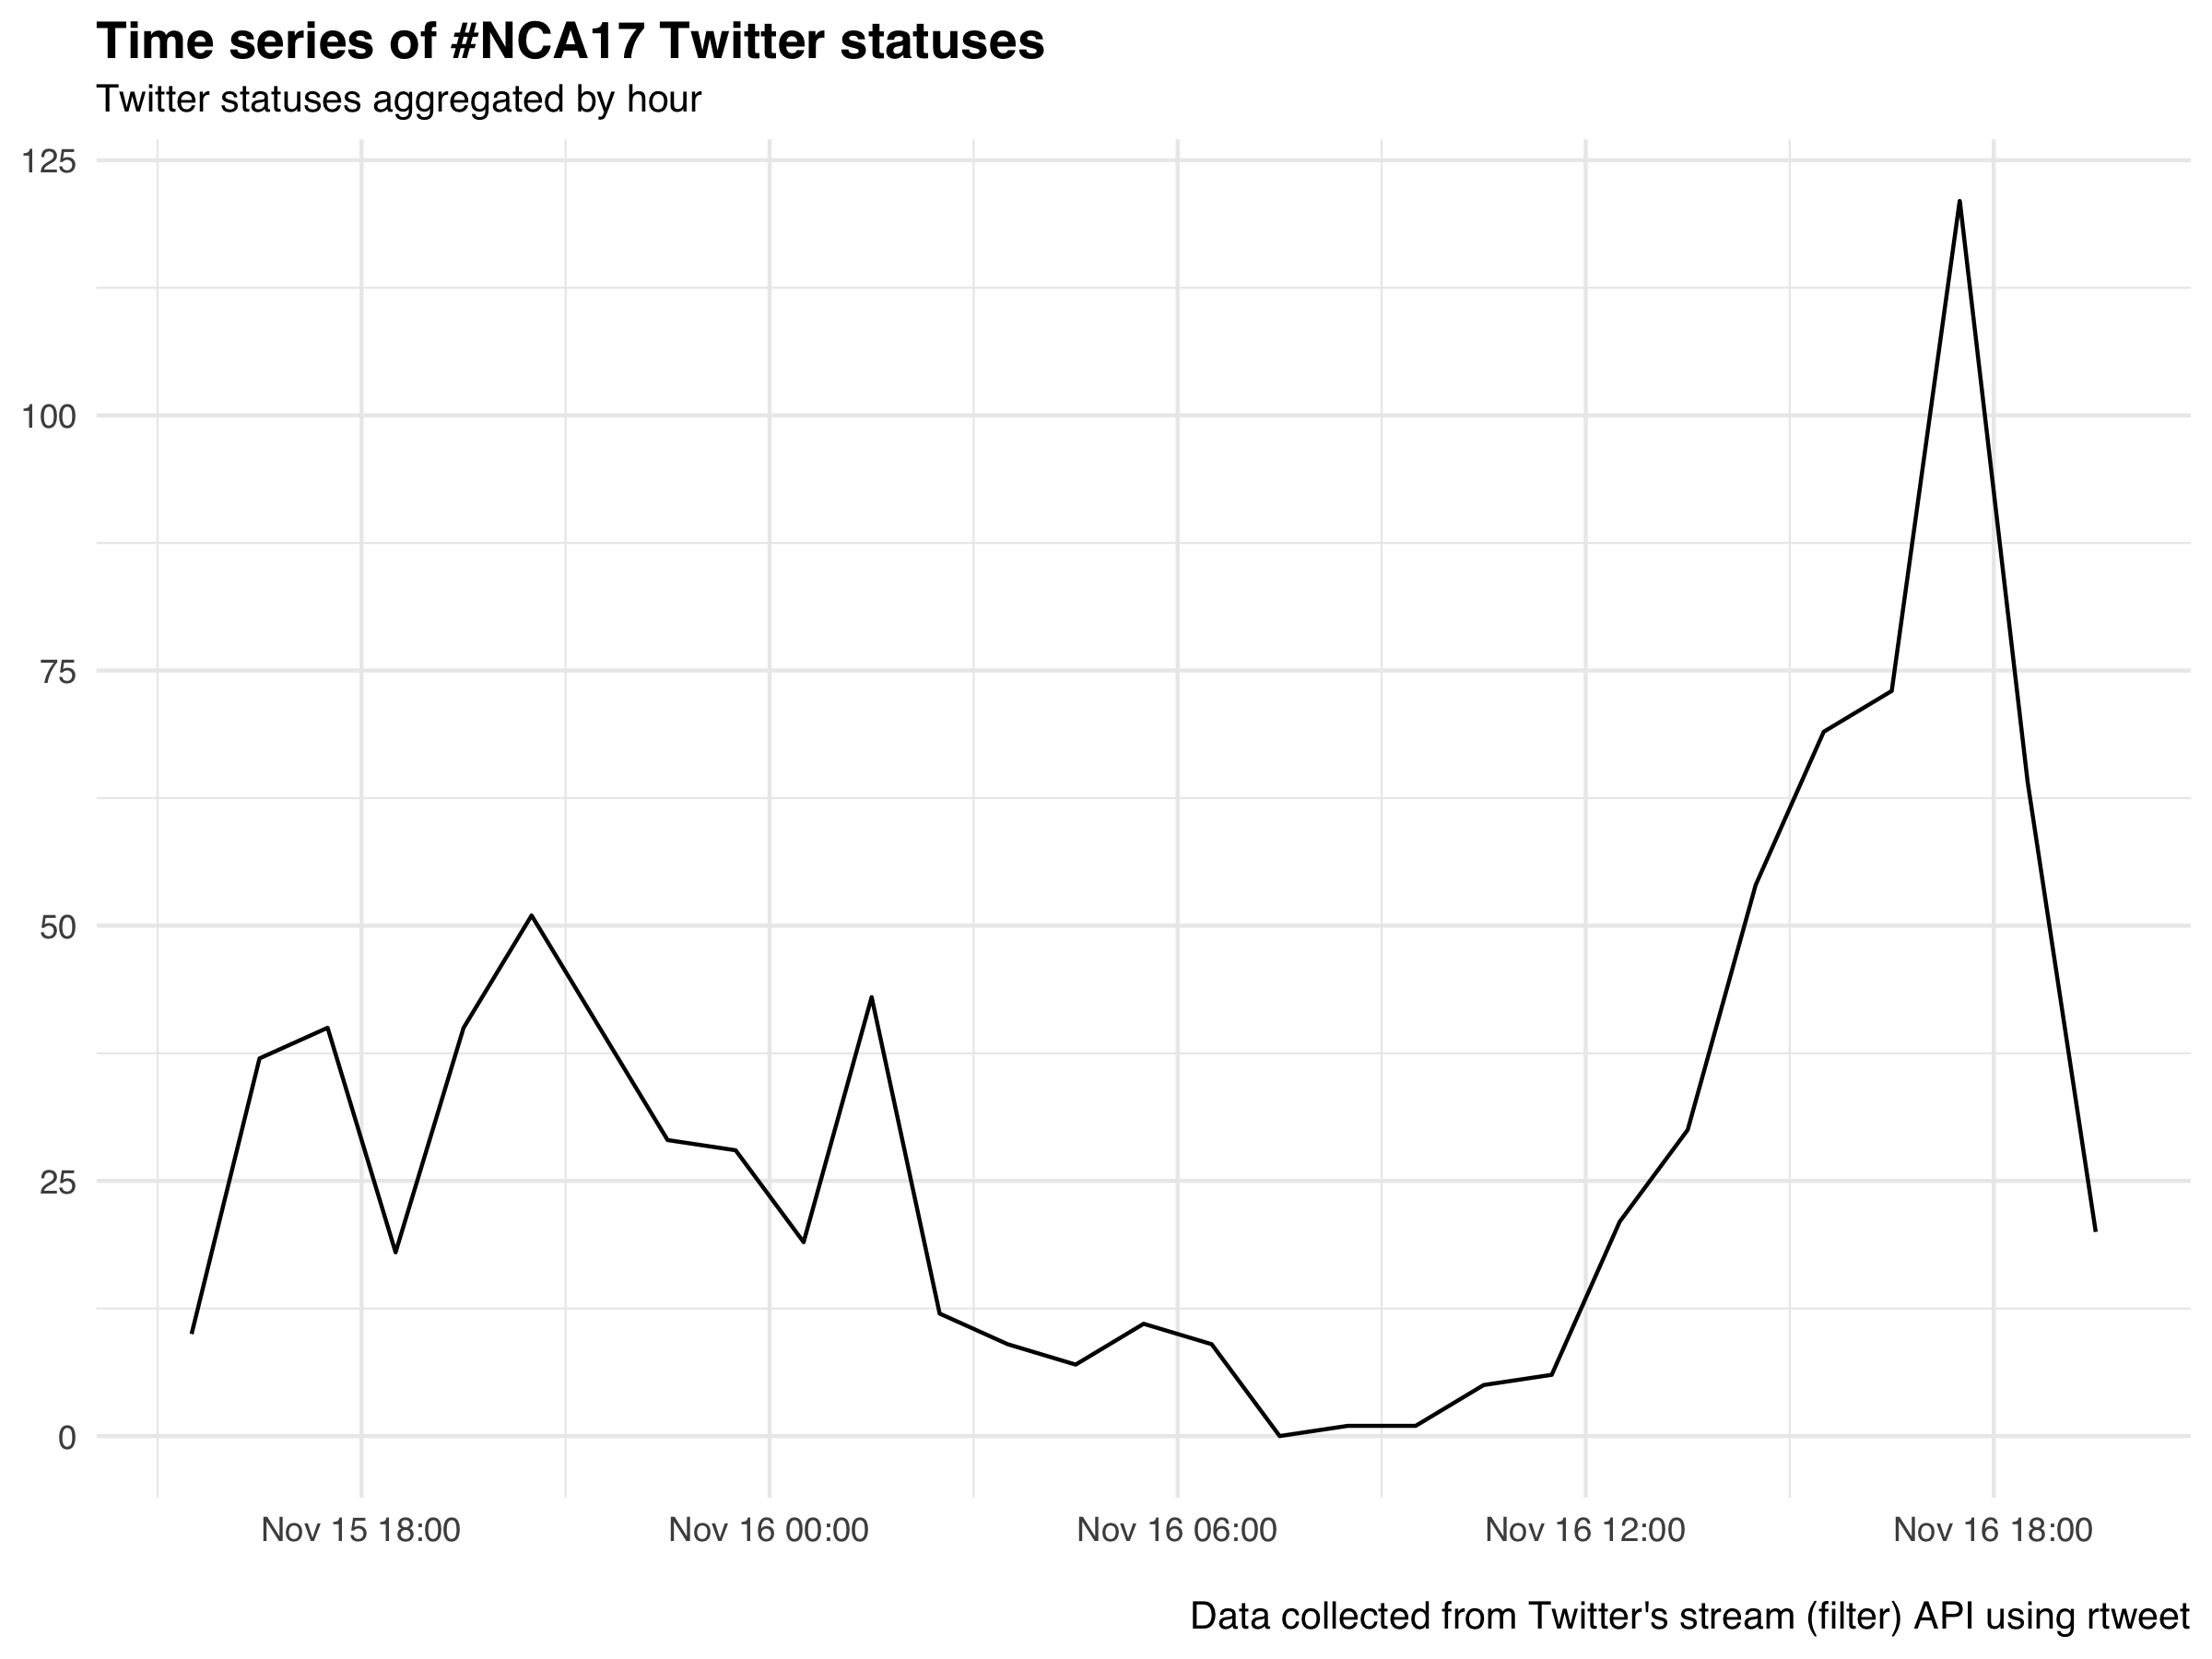 Time series of #NCA17 Twitter statuses
Twitter statuses aggregated by hour
125
100
75
50
25
0
Nov 15 18:00 Nov 16 00:00 Nov 16 06:00 Nov 16 12:00 Nov 16 18:00
Data collected from Twitter's stream (filter) API using rtweet